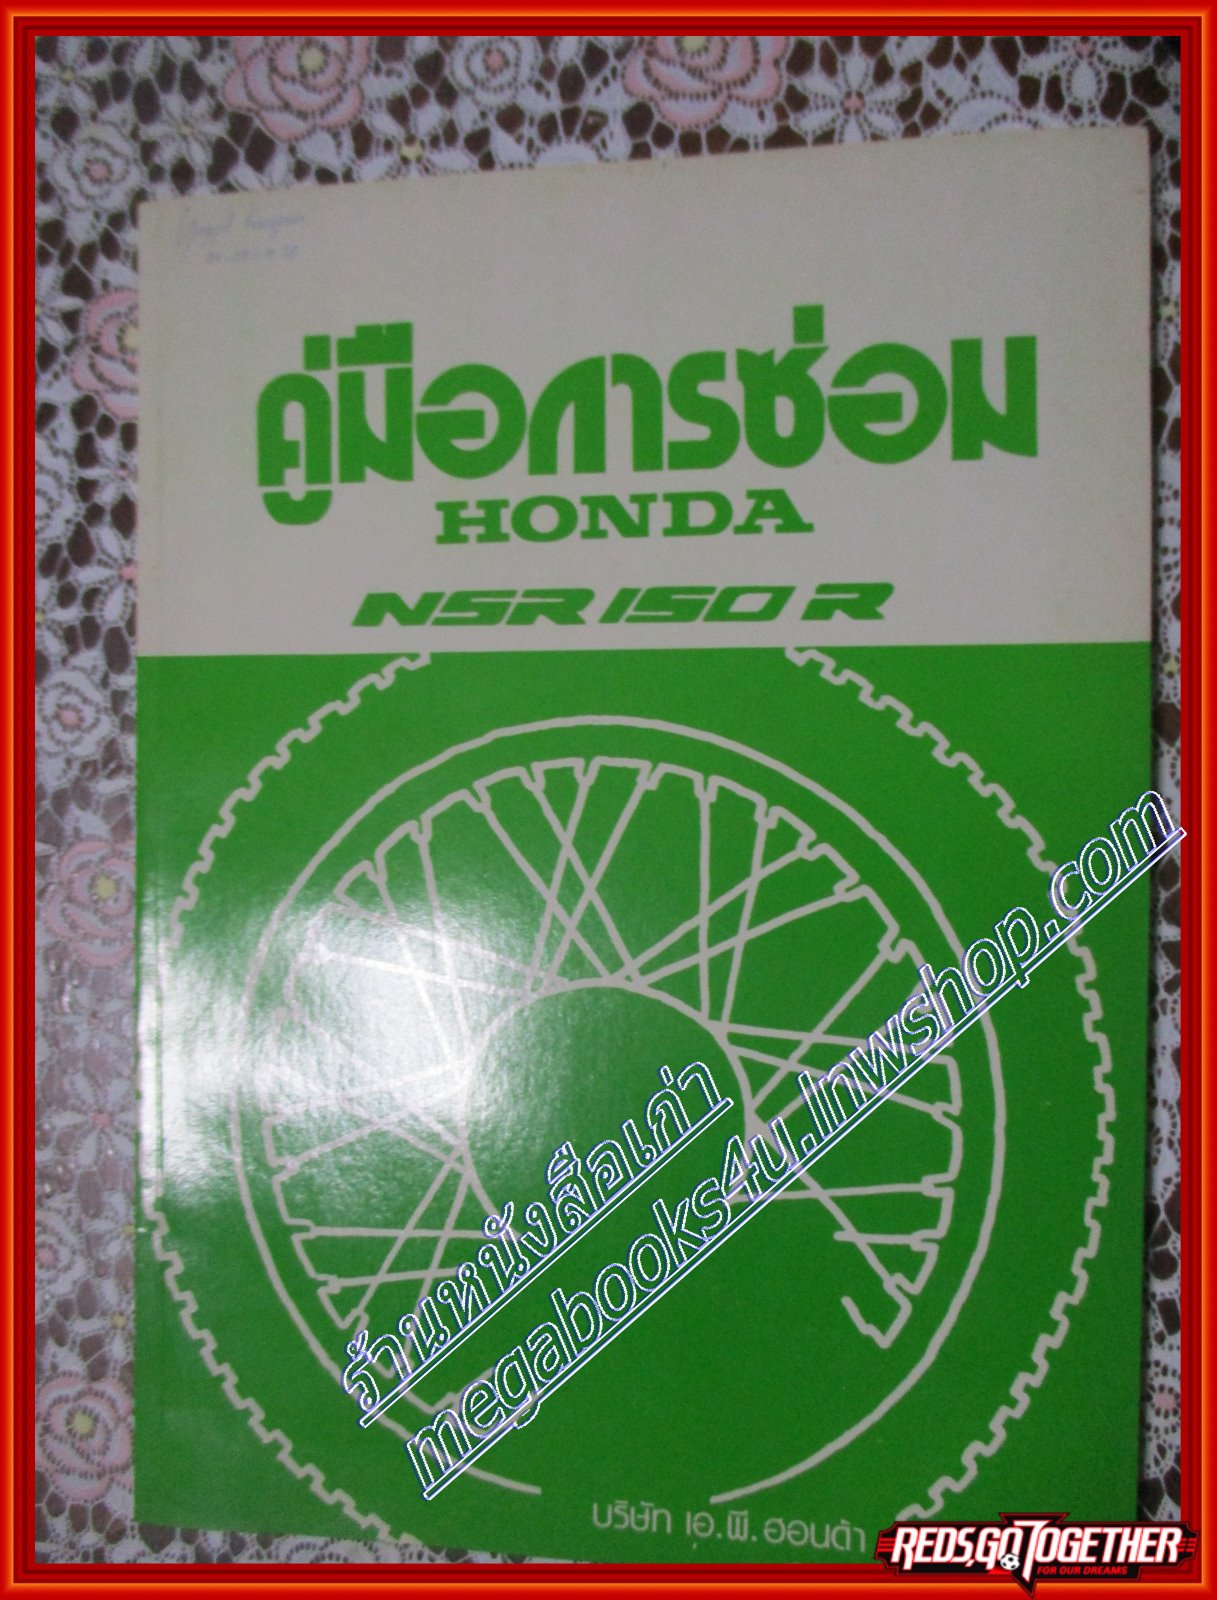 คู่มือการซ่อม
HONDA
NSR150R
ร้านหนังสือเก่า
megabooks4u.lnwshop.com
บริษัท เอ.พี.ฮอนด้า
REDS,GO TOGETHER
FOR OUR DREAMS